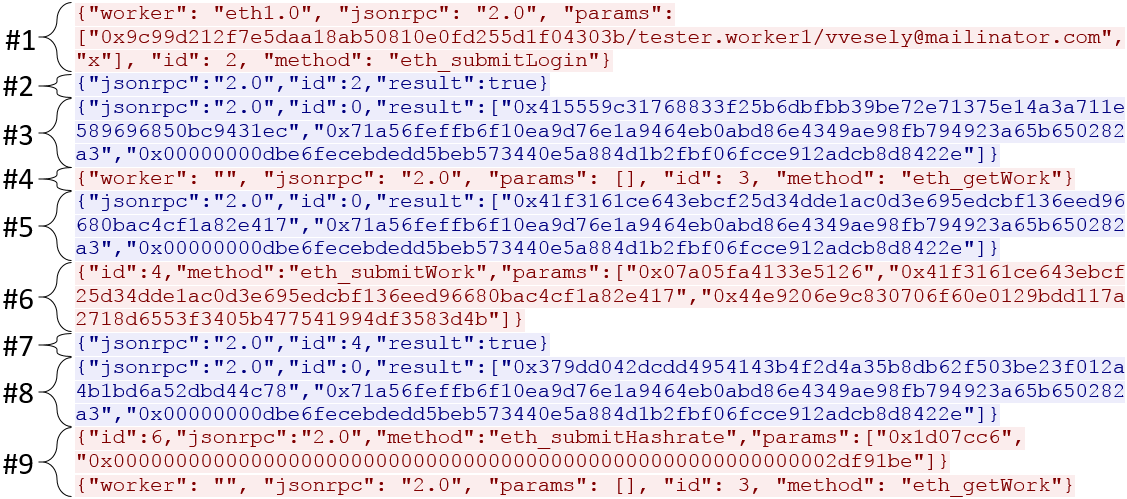 #1
{"worker": "eth1.0", "jsonrpc": "2.0", "params":
["0x9c99d212f7e5daa18ab50810e0fd255d1f04303b/tester.worker1/vvesely@mailinator.com",
"x"], "id": 2, "method": "eth_submitLogin"}
#2
{"jsonrpc":"2.0","id":2,"result":true}
#3
{"jsonrpc":"2.0","id":0,"result":["0x415559c31768833f25b6dbfbb39be72e71375e14a3a711e
589696850bc9431ec","0x71a56feffb6f10ea9d76e1a9464eb0abd86e4349ae98fb794923a65b650282
a3","0x00000000dbe6fecebdedd5beb573440e5a884d1b2fbf06fcce912adcb8d8422e"]}
#4
{"worker": "", "jsonrpc": "2.0", "params": [], "id": 3, "method": "eth_getWork"}
#5
{"jsonrpc":"2.0","id":0,"result":["0x41f3161ce643ebcf25d34dde1ac0d3e695edcbf136eed96
680bac4cf1a82e417","0x71a56feffb6f10ea9d76e1a9464eb0abd86e4349ae98fb794923a65b650282
a3","0x00000000dbe6fecebdedd5beb573440e5a884d1b2fbf06fcce912adcb8d8422e"]}
#6
{"id":4,"method":"eth_submitWork","params":["0x07a05fa4133e5126","0x41f3161ce643ebcf
25d34dde1ac0d3e695edcbf136eed96680bac4cf1a82e417","0x44e9206e9c830706f60e0129bdd117a
2718d6553f3405b477541994df3583d4b"]}
#7
{"jsonrpc":"2.0","id":4,"result":true}
#8
{"jsonrpc":"2.0","id":0,"result":["0x379dd042dcdd4954143b4f2d4a35b8db62f503be23f012a
4b1bd6a52dbd44c78","0x71a56feffb6f10ea9d76e1a9464eb0abd86e4349ae98fb794923a65b650282
a3","0x00000000dbe6fecebdedd5beb573440e5a884d1b2fbf06fcce912adcb8d8422e"]}
#9
{"id":6,"jsonrpc":"2.0","method":"eth_submitHashrate","params":["0x1d07cc6",
"0x0000000000000000000000000000000000000000000000000000000002df91be"]}
{"worker": "", "jsonrpc": "2.0", "params": [], "id": 3, "method": "eth_getWork"}